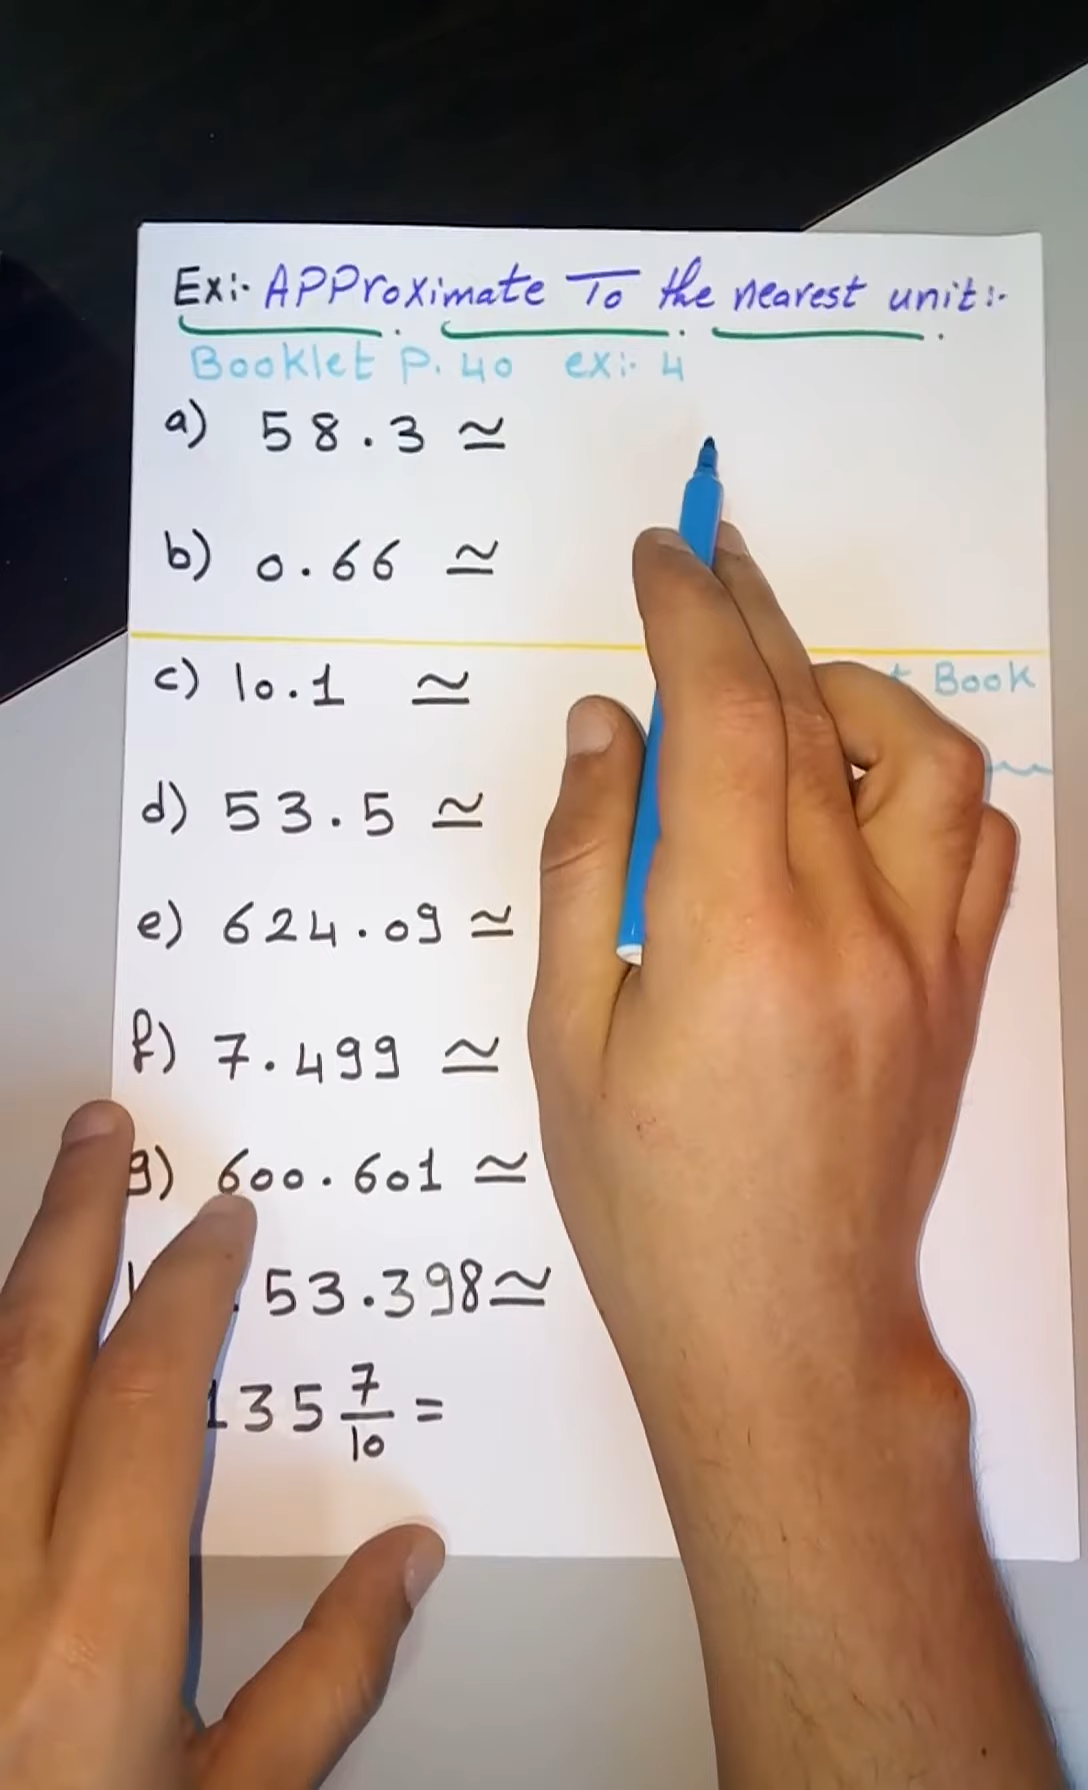 Ex:- APProximate To the nearest unit:-
Booklet P. 40 ex:- 4
a) 58.3 ≃
b) 0.66 ≃
c) 10.1 ≃
Book
d) 53.5 ≃
e) 624.09 ≃
f) 7.499 ≃
g) 600.601 ≃
53.398≃
135 7/10 =